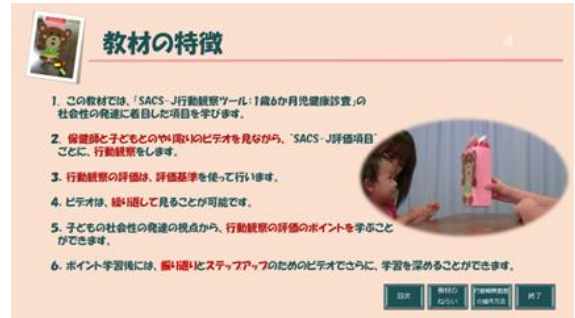 教材の特徴
4
1. この教材では、「SACS-J行動観察ツール:1歳6か月児健康診査」の
社会性の発達に着目した項目を学びます。
2. 保健師と子どもとのやり取りのビデオを見ながら、"SACS-J評価項目"
ごとに、行動観察をします。
3. 行動観察の評価は、評価基準を使って行います。
4. ビデオは、繰り返して見ることが可能です。
5. 子どもの社会性の発達の視点から、行動観察の評価のポイントを学ぶこと
ができます。
6. ポイント学習後には、振り返りとステップアップのためのビデオでさらに、学習を深めることができます。
目次
教材の
ねらい
の操作方法
終了